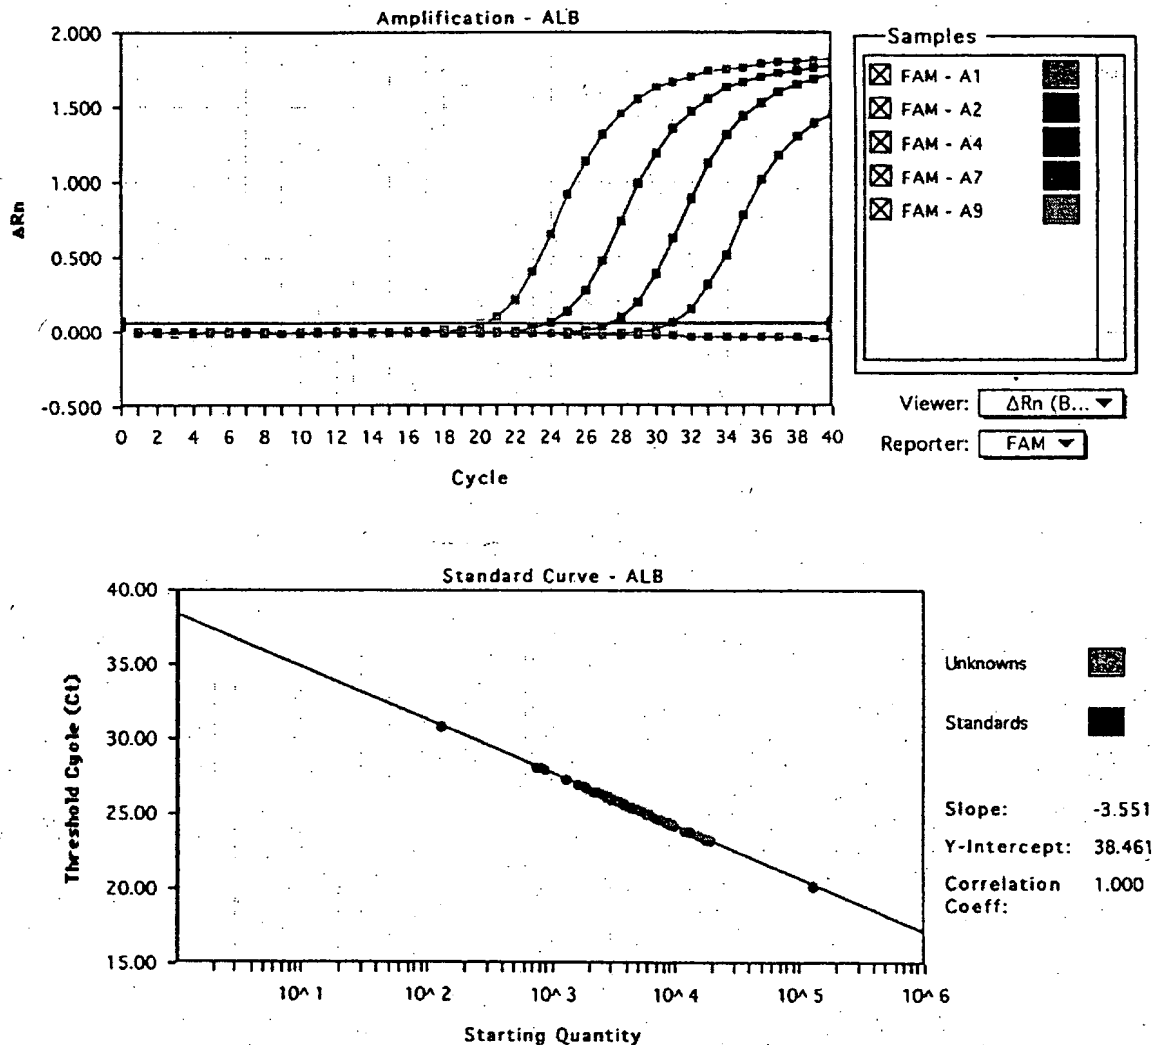 Amplification - ALB
2.000
1.500
1.000
0.500
0.000
-0.500
ΔRn
0 2 4 6 8 10 12 14 16 18 20 22 24 26 28 30 32 34 36 38 40
Cycle
Samples
FAM - A1
FAM - A2
FAM - A4
FAM - A7
FAM - A9
Viewer: ΔRn (B...
Reporter: FAM
Standard Curve - ALB
40.00
35.00
30.00
25.00
20.00
15.00
Threshold Cycle (Ct)
10^1 10^2 10^3 10^4 10^5 10^6
Starting Quantity
Unknowns
Standards
Slope: -3.551
Y-Intercept: 38.461
Correlation Coeff: 1.000